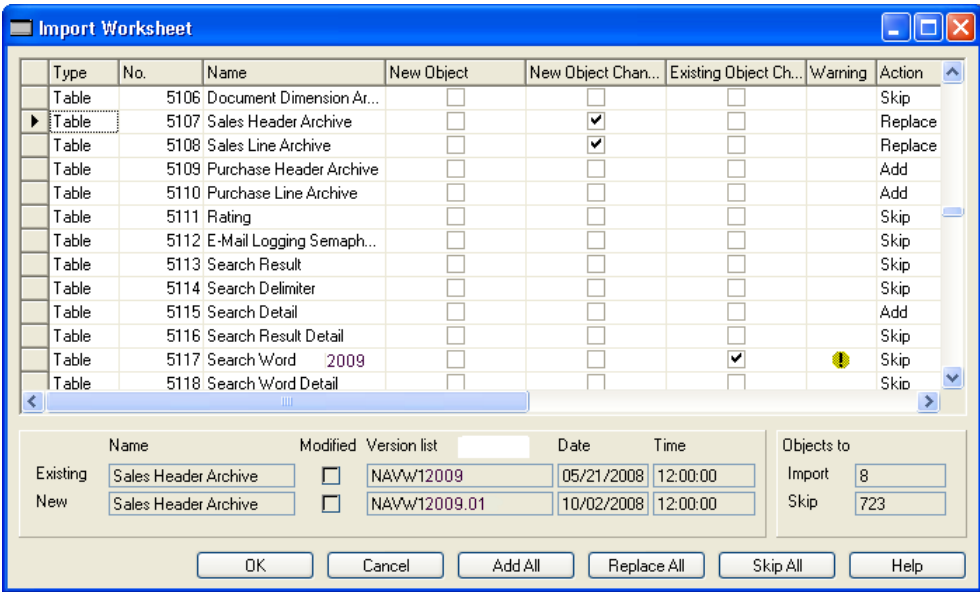 Import Worksheet
Type No. Name New Object New Object Chan... Existing Object Ch... Warning Action
Table 5106 Document Dimension Ar... Skip
Table 5107 Sales Header Archive Replace
Table 5108 Sales Line Archive Replace
Table 5109 Purchase Header Archive Add
Table 5110 Purchase Line Archive Add
Table 5111 Rating Skip
Table 5112 E-Mail Logging Semaph... Skip
Table 5113 Search Result Skip
Table 5114 Search Delimiter Skip
Table 5115 Search Detail Add
Table 5116 Search Result Detail Skip
Table 5117 Search Word 2009 Skip
Table 5118 Search Word Detail Skip
Name Modified Version list Date Time Objects to
Existing Sales Header Archive NAVW12009 05/21/2008 12:00:00 Import 8
New Sales Header Archive NAVW12009.01 10/02/2008 12:00:00 Skip 723
OK Cancel Add All Replace All Skip All Help